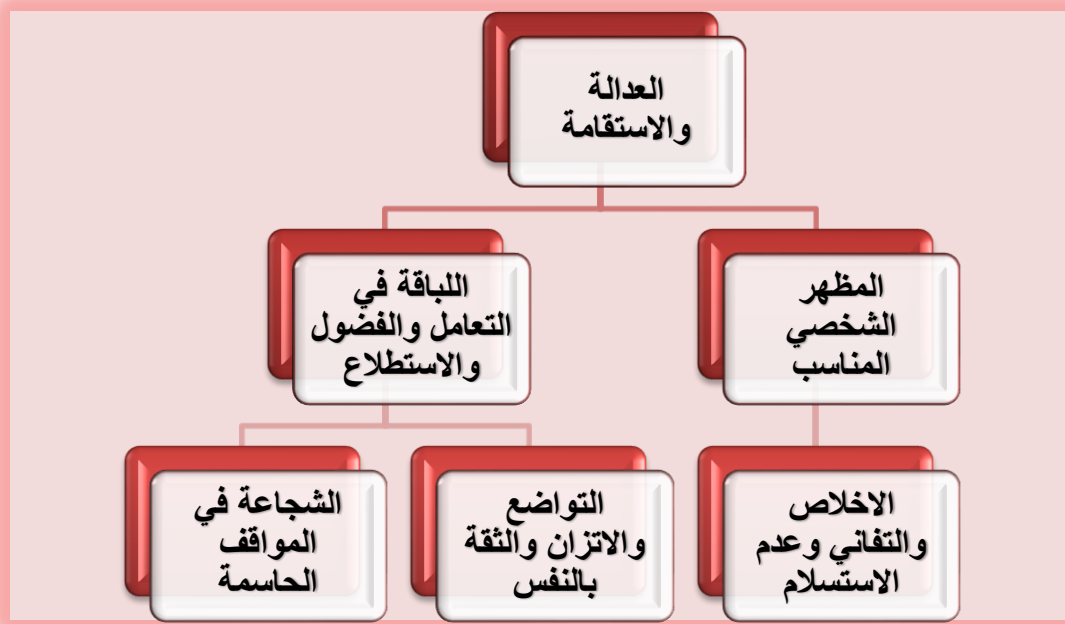 العدالة
والاستقامة
المظهر
الشخصي
المناسب
اللباقة في
التعامل والفضول
والاستطلاع
الاخلاص
والتفاني وعدم
الاستسلام
التواضع
والاتزان والثقة
بالنفس
الشجاعة في
المواقف
الحاسمة